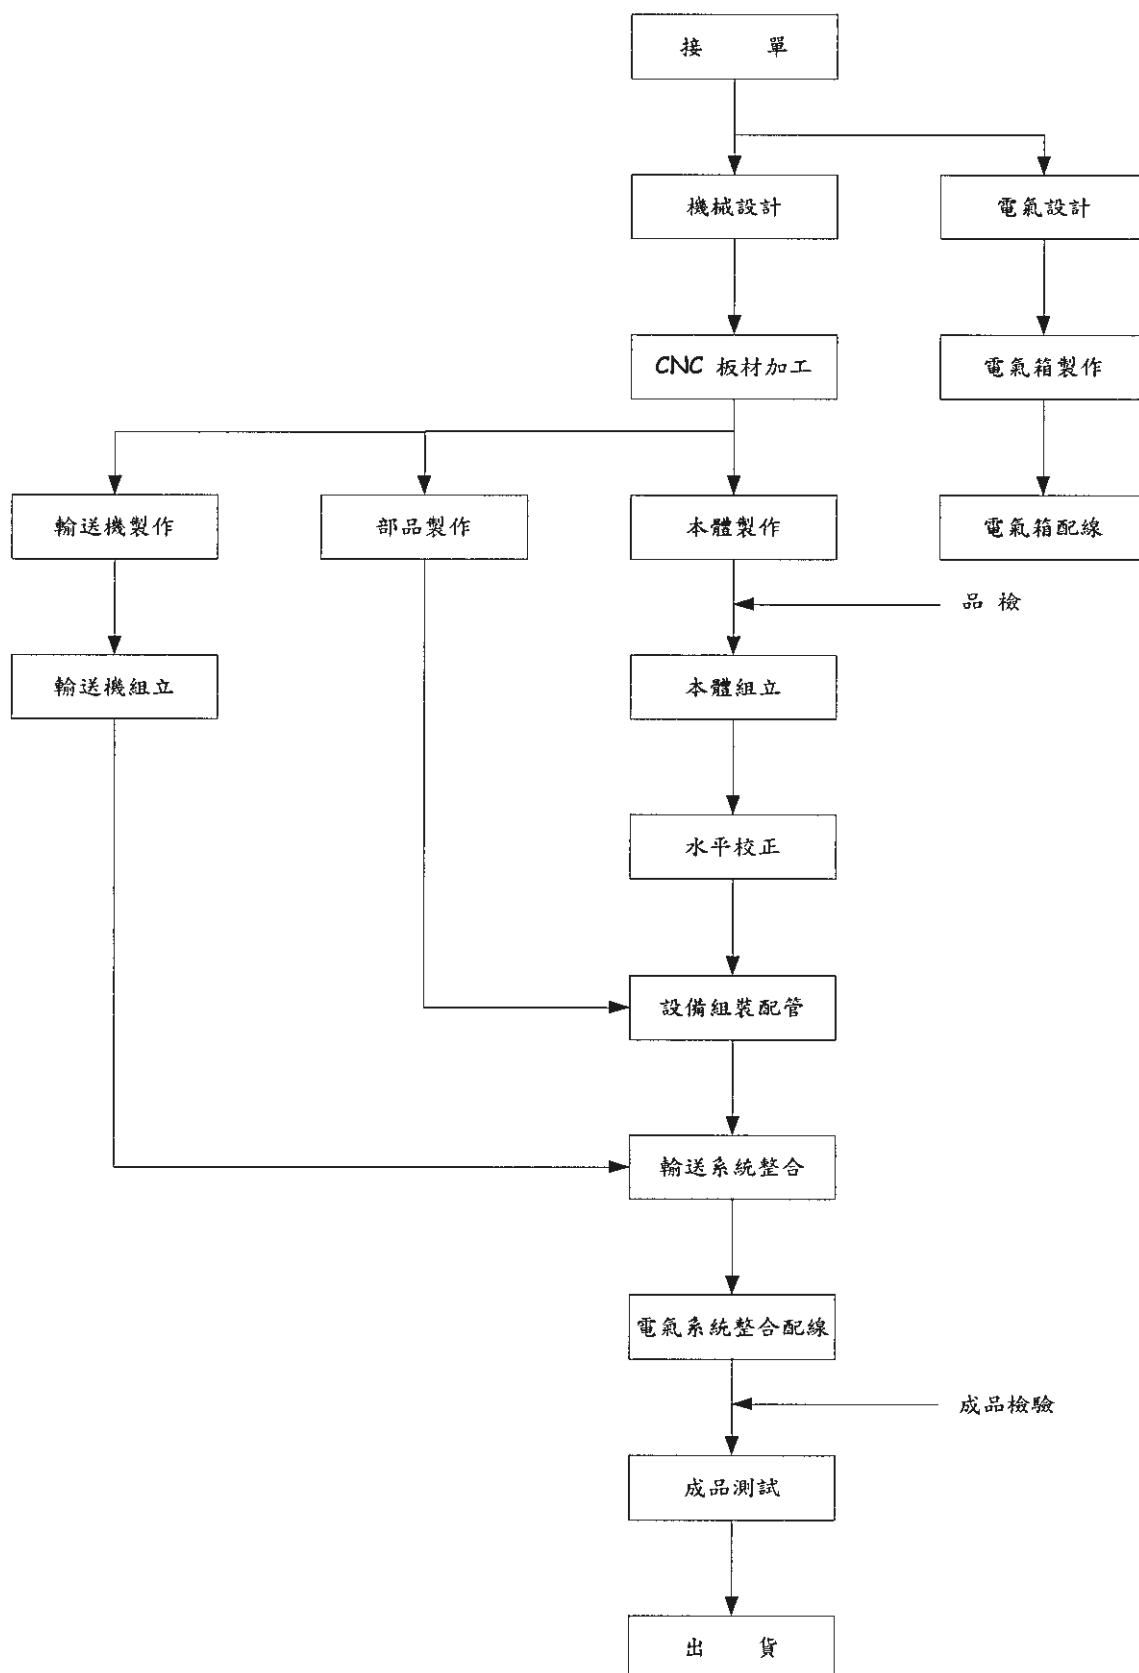 接 單
機械設計
電氣設計
CNC 板材加工
電氣箱製作
輸送機製作
部品製作
本體製作
電氣箱配線
品 檢
輸送機組立
本體組立
水平校正
設備組裝配管
輸送系統整合
電氣系統整合配線
成品檢驗
成品測試
出 貨